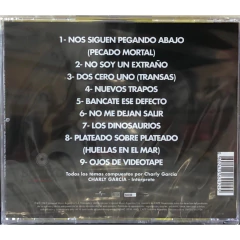 1- NOS SIGUEN PEGANDO ABAJO
(PECADO MORTAL)
2- NO SOY UN EXTRAÑO
3- DOS CERO UNO (TRANSAS)
4- NUEVOS TRAPOS
5- BANCATE ESE DEFECTO
6- NO ME DEJAN SALIR
7- LOS DINOSAURIOS
8- PLATEADO SOBRE PLATEADO
(HUELLAS EN EL MAR)
9- OJOS DE VIDEOTAPE
Todos los temas compuestos por Charly García
CHARLY GARCÍA - Intérprete